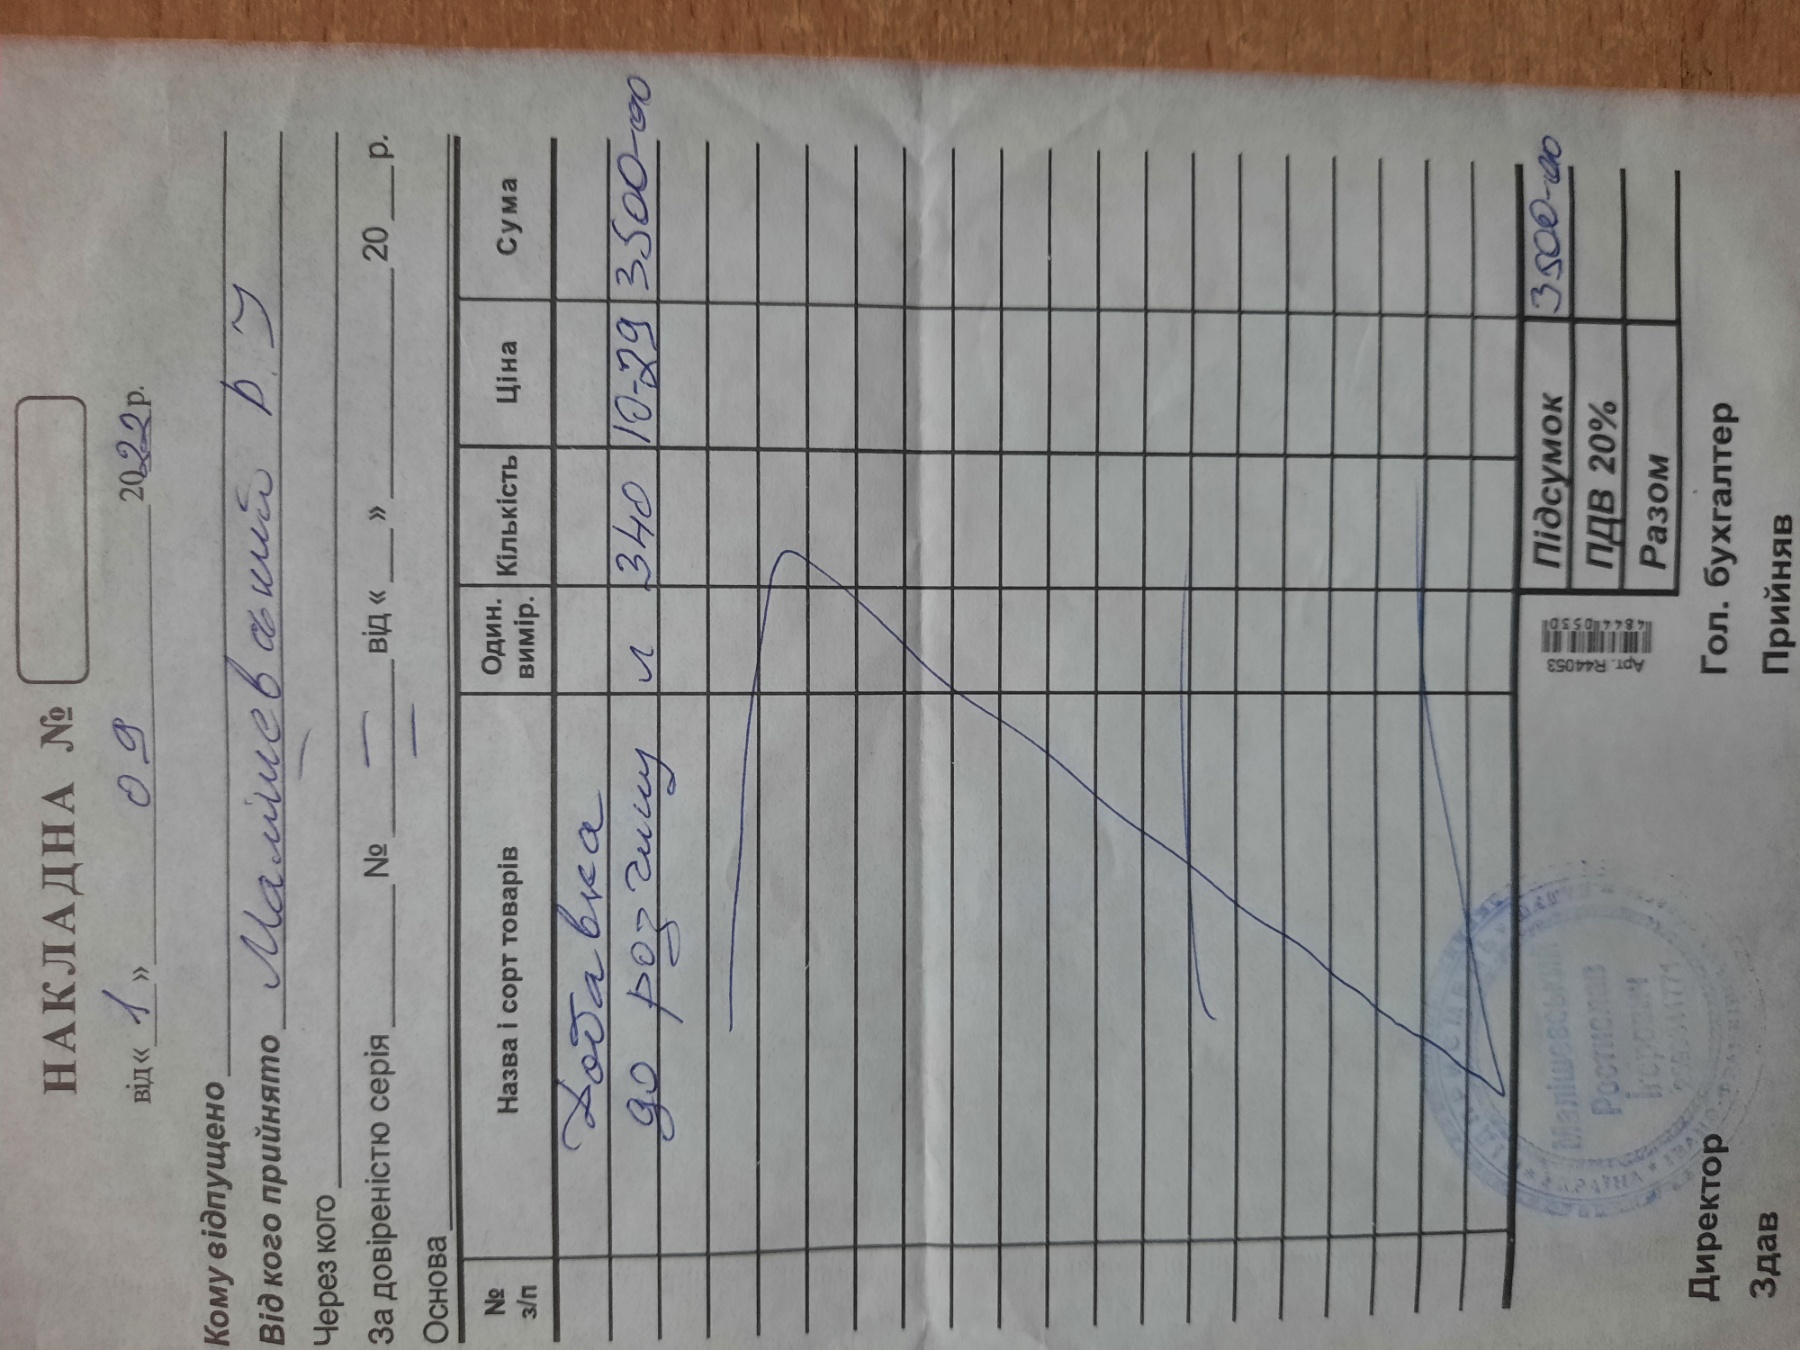 НАКЛАДНА №
від« 1 » 09 2022р.
Кому відпущено
Від кого прийнято Малішевський Р. І
Через кого
За довіреністю серія № від « » 20 р.
Основа
№ з/п Назва і сорт товарів Один. вимір. Кількість Ціна Сума
Добавка
до розчину л 340 10-29 3500-00
Підсумок 3500-00
ПДВ 20%
Разом
Арт. R44053
Малішевський
Ростислав
Ігорович
Директор Гол. бухгалтер
Здав Прийняв